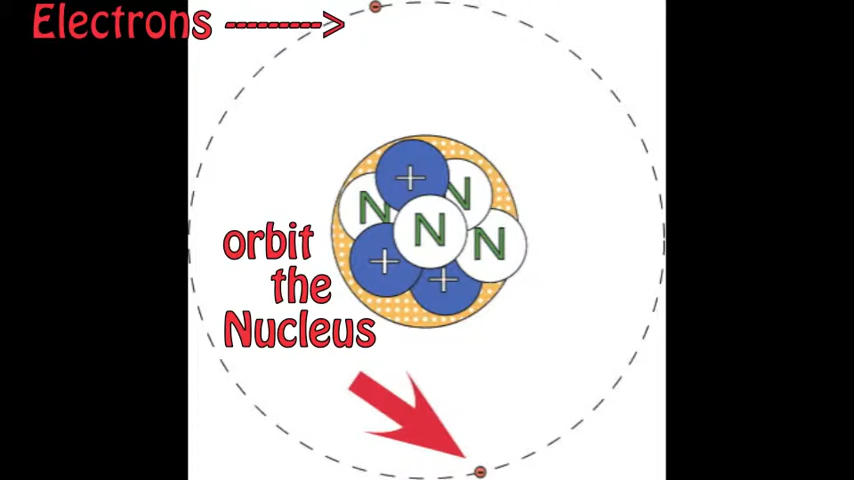 Electrons --------->
+
N
N
N
N
orbit
+
+
the
Nucleus
-
-